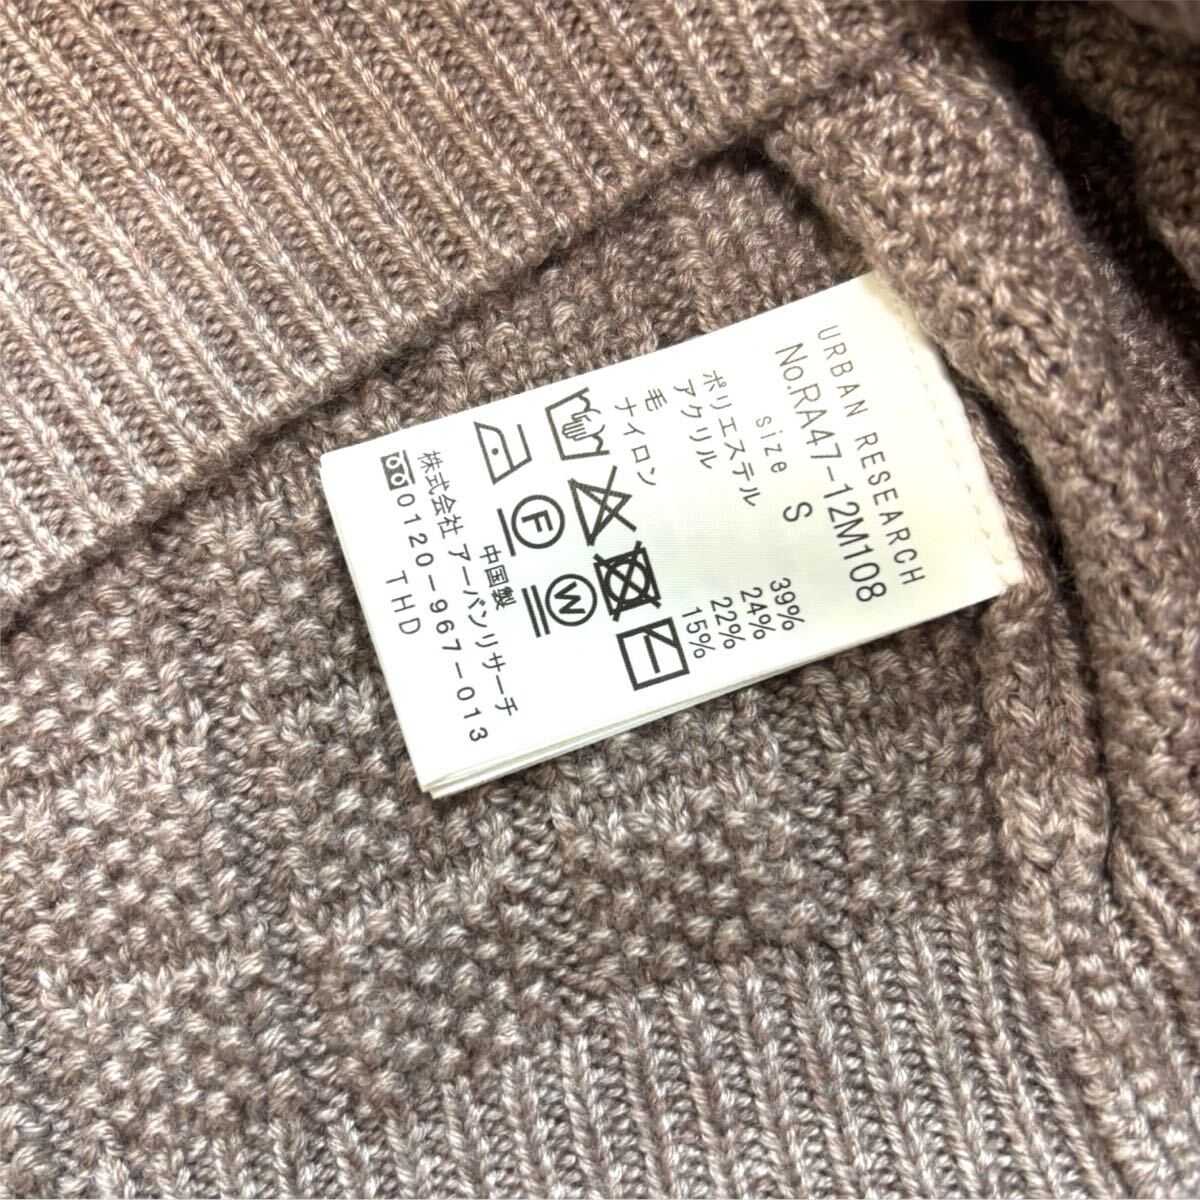 URBAN RESEARCH
No.RA47-12M108
size S
ポリエステル 39%
アクリル 24%
毛 22%
ナイロン 15%
F
W
中国製
株式会社 アーバンリサーチ
0120-967-013
THD